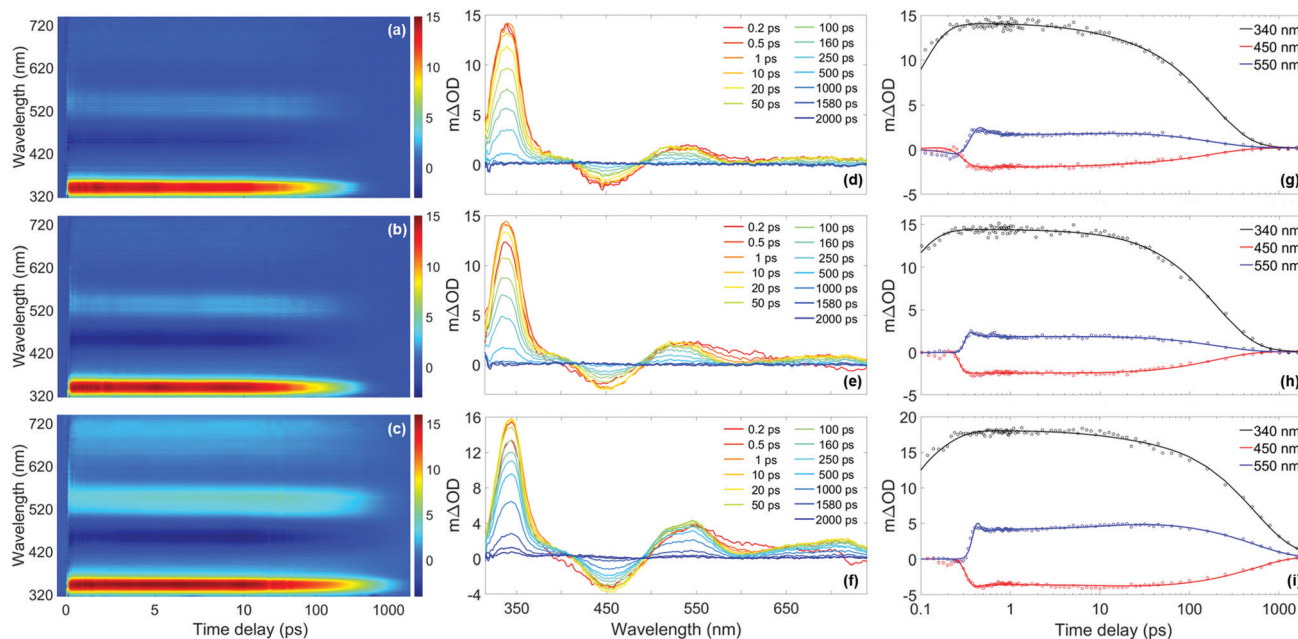 720
620
520
420
320
Wavelength (nm)
(a)
15
10
5
0
15
10
5
0
mΔOD
0.2 ps
0.5 ps
1 ps
10 ps
20 ps
50 ps
100 ps
160 ps
250 ps
500 ps
1000 ps
1580 ps
2000 ps
(d)
15
10
5
0
-5
mΔOD
340 nm
450 nm
550 nm
(g)
720
620
520
420
320
Wavelength (nm)
(b)
15
10
5
0
15
10
5
0
mΔOD
0.2 ps
0.5 ps
1 ps
10 ps
20 ps
50 ps
100 ps
160 ps
250 ps
500 ps
1000 ps
1580 ps
2000 ps
(e)
15
10
5
0
-5
mΔOD
340 nm
450 nm
550 nm
(h)
720
620
520
420
320
Wavelength (nm)
(c)
15
10
5
0
0
5
10
100
1000
Time delay (ps)
16
12
8
4
0
-4
mΔOD
0.2 ps
0.5 ps
1 ps
10 ps
20 ps
50 ps
100 ps
160 ps
250 ps
500 ps
1000 ps
1580 ps
2000 ps
(f)
350
450
550
650
Wavelength (nm)
20
15
10
5
0
-5
mΔOD
340 nm
450 nm
550 nm
(i)
0.1
1
10
100
1000
Time delay (ps)